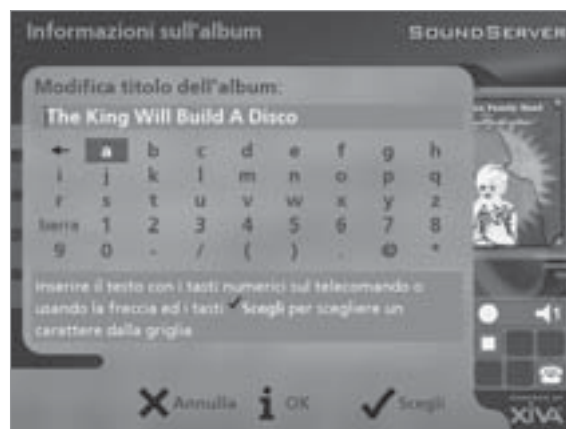 Informazioni sull'album
SOUNDSERVER
Modifica titolo dell'album:
The King Will Build A Disco
a b c d e f g h
i j k l m n o p q
r s t u v w x y z
barra 1 2 3 4 5 6 7 8
9 0 - / ( ) . @ *
Inserire il testo con i tasti numerici sul telecomando o
usando la freccia ed i tasti ✓Scegli per scegliere un
carattere dalla griglia
1
Annulla i OK Scegli
XiVA